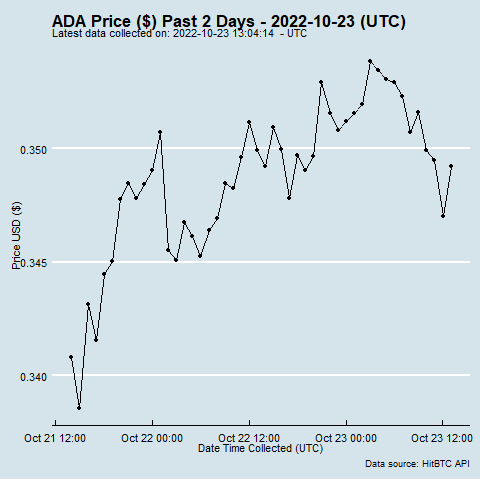 ADA Price ($) Past 2 Days - 2022-10-23 (UTC)
Latest data collected on: 2022-10-23 13:04:14 - UTC
Price USD ($)
0.350
0.345
0.340
Oct 21 12:00
Oct 22 00:00
Oct 22 12:00
Oct 23 00:00
Oct 23 12:00
Date Time Collected (UTC)
Data source: HitBTC API